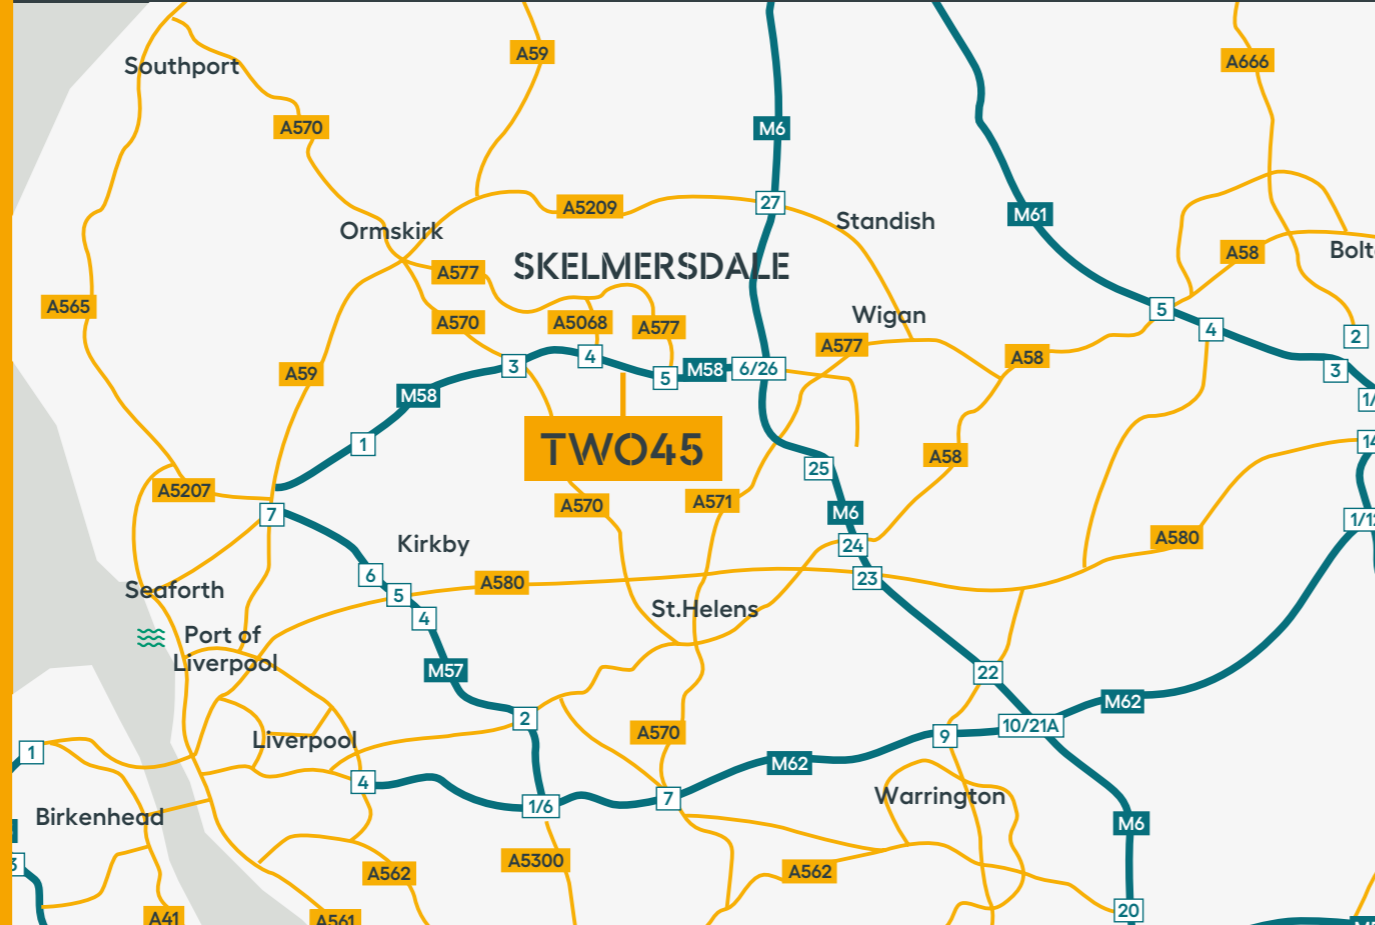 A59
A666
Southport
A570
M6
27
A5209
M61
Standish
Ormskirk
A58
SKELMERSDALE
A577
A565
A570
A5068
A577
Wigan
5
4
2
A577
A58
3
4
5
M58
6/26
3
A59
M58
1
TWO45
14
A58
25
A5207
A570
A571
M6
7
Kirkby
24
A580
6
5
A580
23
Seaforth
4
St.Helens
Port of
Liverpool
M57
22
M62
2
10/21A
A570
9
1
Liverpool
M62
4
1/6
7
Warrington
Birkenhead
M6
A5300
A562
A562
20
A41
A561